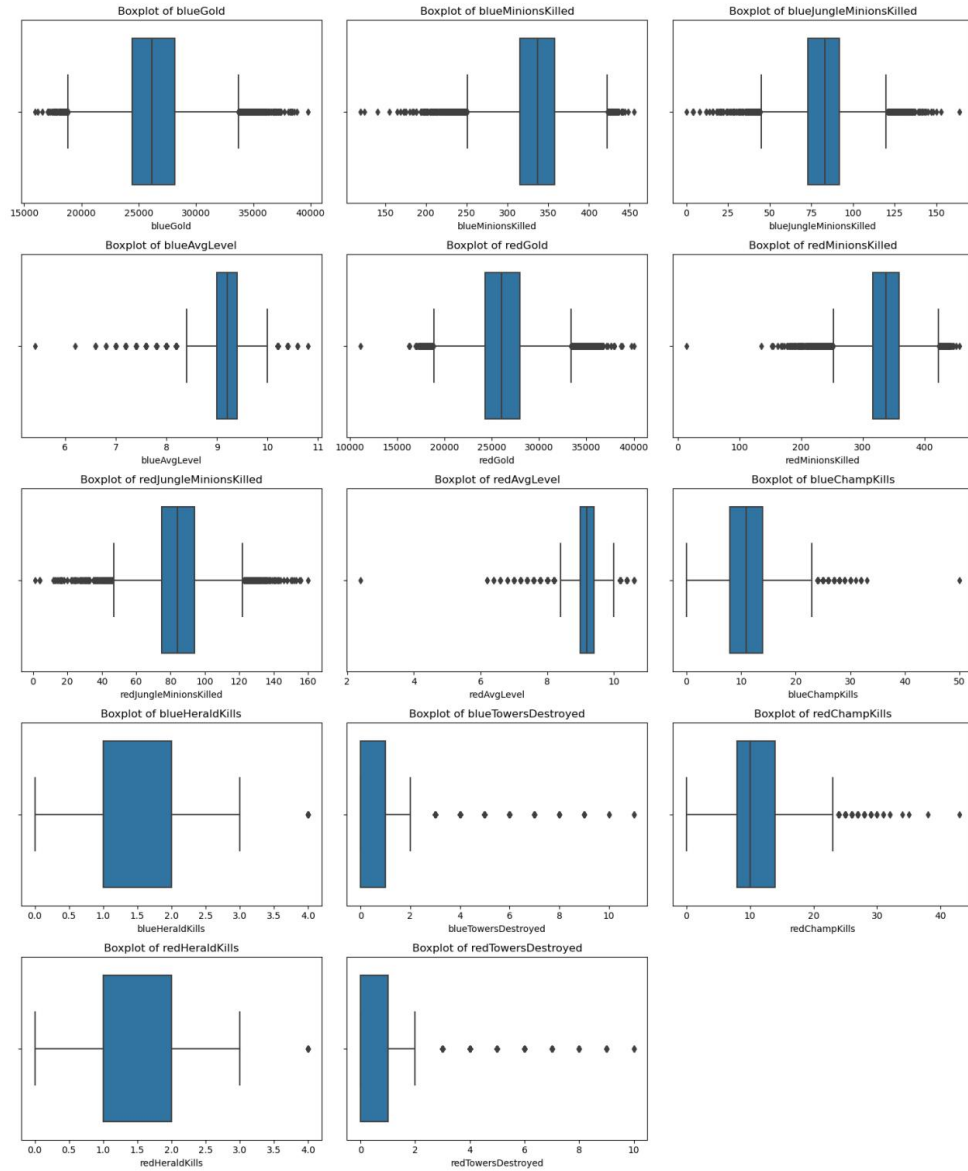 Boxplot of blueGold
15000 20000 25000 30000 35000 40000
blueGold
Boxplot of blueMinionsKilled
150 200 250 300 350 400 450
blueMinionsKilled
Boxplot of blueJungleMinionsKilled
0 25 50 75 100 125 150
blueJungleMinionsKilled
Boxplot of blueAvgLevel
6 7 8 9 10 11
blueAvgLevel
Boxplot of redGold
10000 15000 20000 25000 30000 35000 40000
redGold
Boxplot of redMinionsKilled
0 100 200 300 400
redMinionsKilled
Boxplot of redJungleMinionsKilled
0 20 40 60 80 100 120 140 160
redJungleMinionsKilled
Boxplot of redAvgLevel
2 4 6 8 10
redAvgLevel
Boxplot of blueChampKills
0 10 20 30 40 50
blueChampKills
Boxplot of blueHeraldKills
0.0 0.5 1.0 1.5 2.0 2.5 3.0 3.5 4.0
blueHeraldKills
Boxplot of blueTowersDestroyed
0 2 4 6 8 10
blueTowersDestroyed
Boxplot of redChampKills
0 10 20 30 40
redChampKills
Boxplot of redHeraldKills
0.0 0.5 1.0 1.5 2.0 2.5 3.0 3.5 4.0
redHeraldKills
Boxplot of redTowersDestroyed
0 2 4 6 8 10
redTowersDestroyed